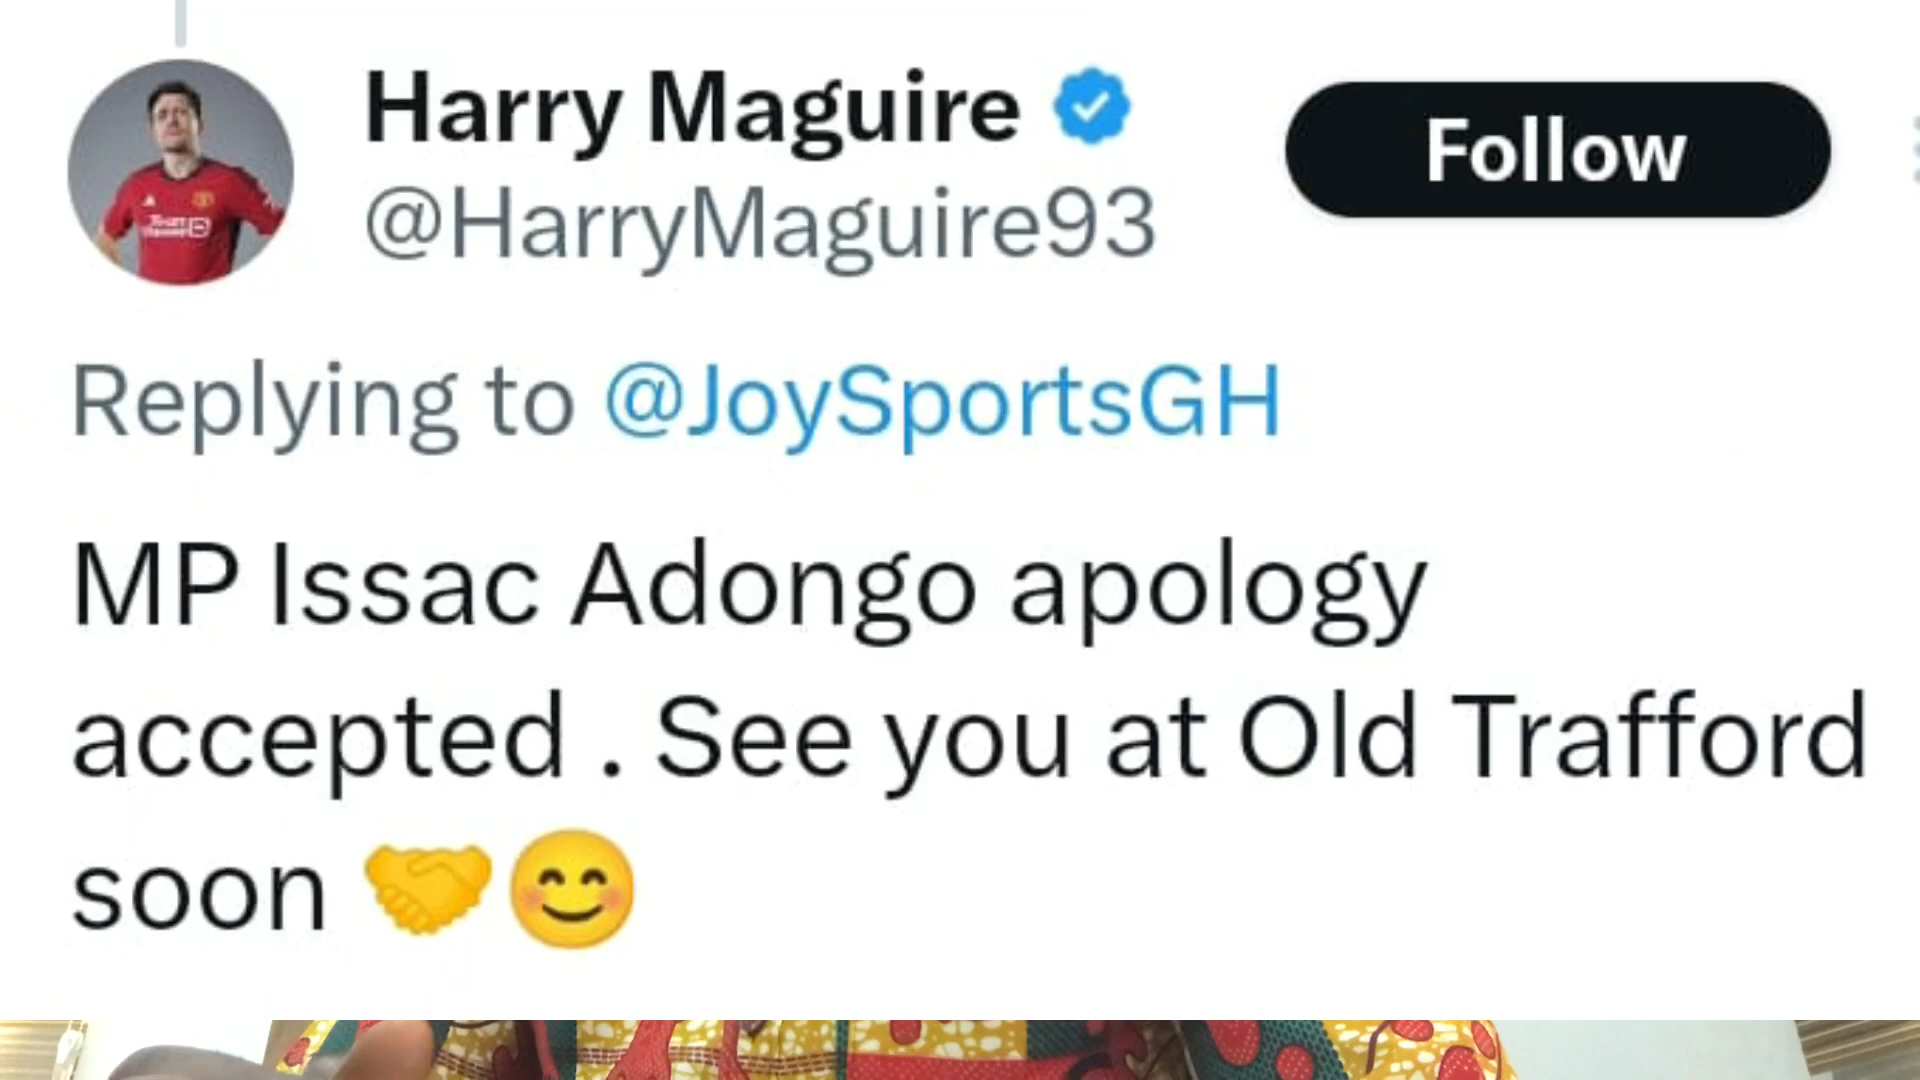 Harry Maguire
@HarryMaguire93
Follow
Replying to @JoySportsGH
MP Issac Adongo apology
accepted . See you at Old Trafford
soon 🤝😊